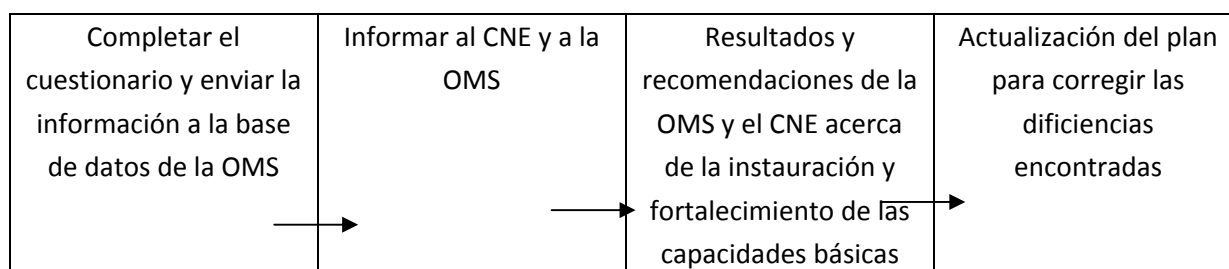 Completar el
cuestionario y enviar la
información a la base
de datos de la OMS
Informar al CNE y a la
OMS
Resultados y
recomendaciones de la
OMS y el CNE acerca
de la instauración y
fortalecimiento de las
capacidades básicas
Actualización del plan
para corregir las
dificiencias
encontradas